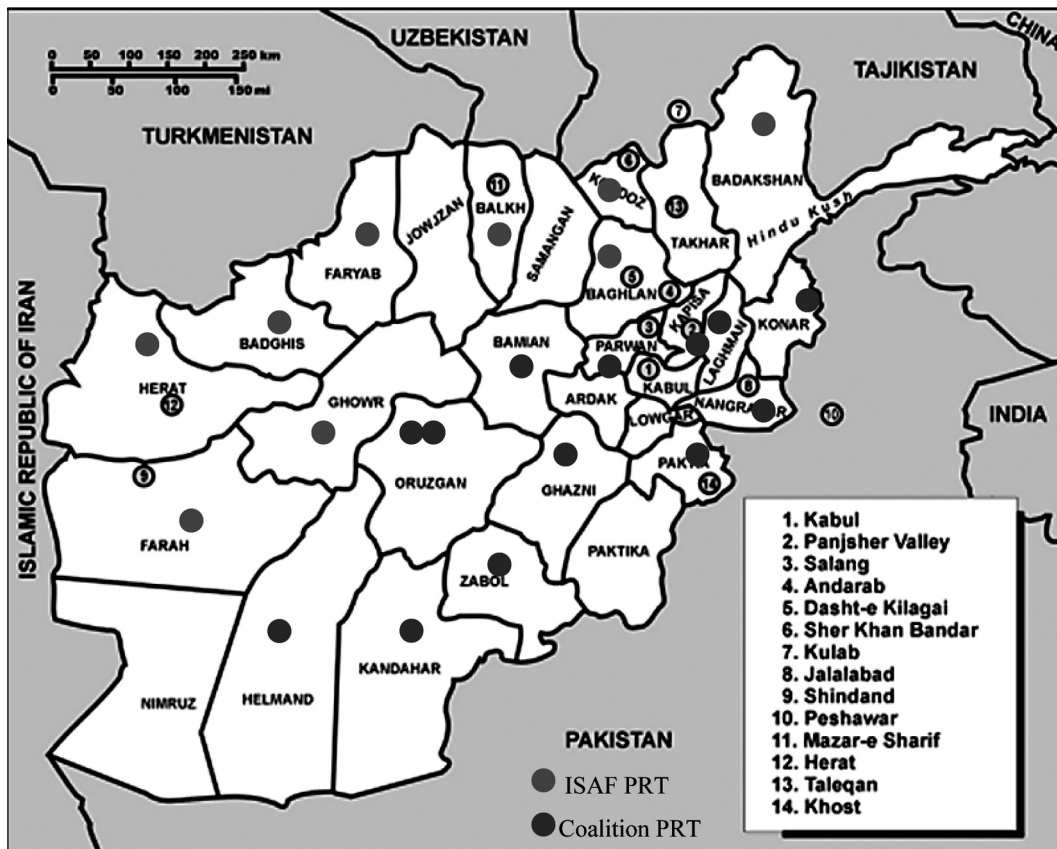 UZBEKISTAN
CHINA
0 50 100 150 200 250 km
0 50 100 150 mi
TAJIKISTAN
7
TURKMENISTAN
6
11
BADAKSHAN
BALKH
13
JOWJZAN
Hindu Kush
SAMANGAN
TAKHAR
FARYAB
5
BAGHLAN
4
KAPISA
2
3
KONAR
BADGHIS
BAMIAN
PARWAN
LAGHMAN
1
HERAT
KABUL
8
12
GHOWR
ARDAK
LOWGAR
10
INDIA
ISLAMIC REPUBLIC OF IRAN
9
ORUZGAN
GHAZNI
14
FARAH
PAKTIKA
ZABOL
KANDAHAR
NIMRUZ
HELMAND
PAKISTAN
ISAF PRT
Coalition PRT
1. Kabul
2. Panjsher Valley
3. Salang
4. Andarab
5. Dasht-e Kilagai
6. Sher Khan Bandar
7. Kulab
8. Jalalabad
9. Shindand
10. Peshawar
11. Mazar-e Sharif
12. Herat
13. Taleqan
14. Khost